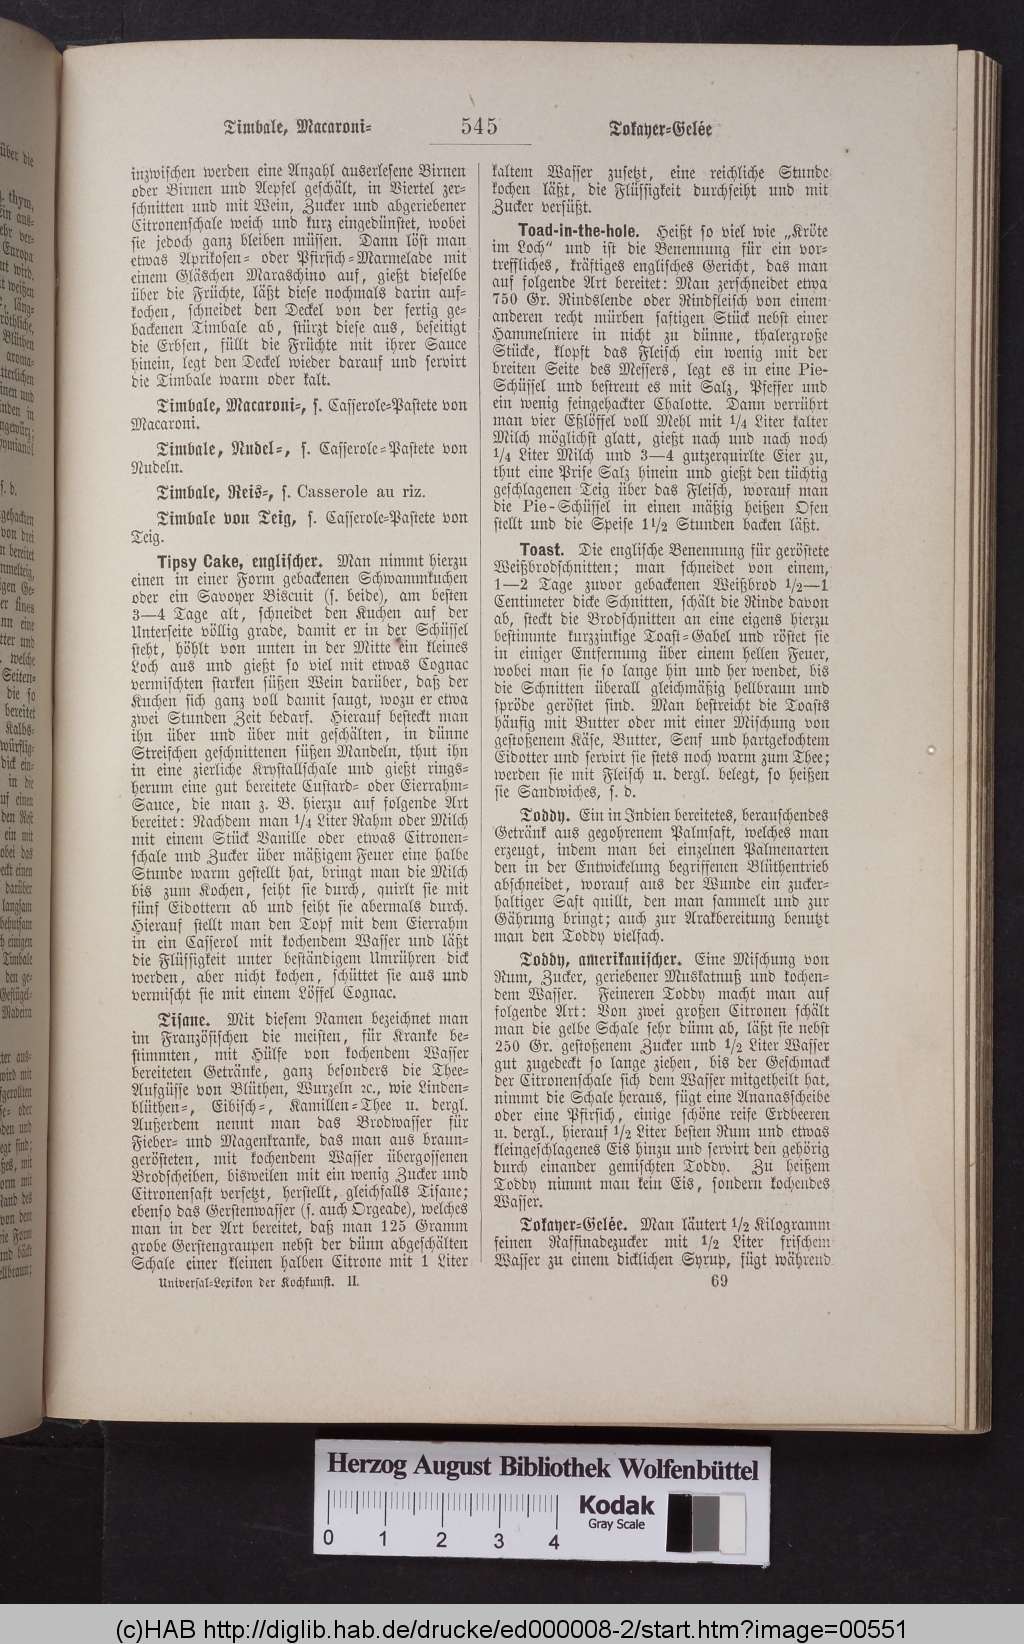 Timbale, Macaroni=
545
Tokayer=Gelée
inzwischen werden eine Anzahl auserlesene Birnen
oder Birnen und Aepfel geschält, in Viertel zer-
schnitten und mit Wein, Zucker und abgeriebener
Citronenschale weich und kurz eingedünstet, wobei
sie jedoch ganz bleiben müssen. Dann löst man
etwas Aprikosen- oder Pfirsich-Marmelade mit
einem Gläschen Maraschino auf, gießt dieselbe
über die Früchte, läßt diese nochmals darin auf-
kochen, schneidet den Deckel von der fertig ge-
backenen Timbale ab, stürzt diese aus, beseitigt
die Erbsen, füllt die Früchte mit ihrer Sauce
hinein, legt den Deckel wieder darauf und servirt
die Timbale warm oder kalt.
Timbale, Macaroni-, s. Casserole-Pastete von
Macaroni.
Timbale, Nudel-, s. Casserole-Pastete von
Nudeln.
Timbale, Reis-, s. Casserole au riz.
Timbale von Teig, s. Casserole-Pastete von
Teig.
Tipsy Cake, englischer. Man nimmt hierzu
einen in einer Form gebackenen Schwammkuchen
oder ein Savoyer Biscuit (s. beide), am besten
3—4 Tage alt, schneidet den Kuchen auf der
Unterseite völlig grade, damit er in der Schüssel
steht, höhlt von unten in der Mitte ein kleines
Loch aus und gießt so viel mit etwas Cognac
vermischten starken süßen Wein darüber, daß der
Kuchen sich ganz voll damit saugt, wozu er etwa
zwei Stunden Zeit bedarf. Hierauf besteckt man
ihn über und über mit geschälten, in dünne
Streifchen geschnittenen süßen Mandeln, thut ihn
in eine zierliche Krystallschale und gießt rings-
herum eine gut bereitete Custard- oder Eierrahm-
Sauce, die man z. B. hierzu auf folgende Art
bereitet: Nachdem man 1/4 Liter Rahm oder Milch
mit einem Stück Vanille oder etwas Citronen-
schale und Zucker über mäßigem Feuer eine halbe
Stunde warm gestellt hat, bringt man die Milch
bis zum Kochen, seiht sie durch, quirlt sie mit
fünf Eidottern ab und seiht sie abermals durch.
Hierauf stellt man den Topf mit dem Eierrahm
in ein Casserol mit kochendem Wasser und läßt
die Flüssigkeit unter beständigem Umrühren dick
werden, aber nicht kochen, schüttet sie aus und
vermischt sie mit einem Löffel Cognac.
Tisane. Mit diesem Namen bezeichnet man
im Französischen die meisten, für Kranke be-
stimmten, mit Hülfe von kochendem Wasser
bereiteten Getränke, ganz besonders die Thee-
Aufgüsse von Blüthen, Wurzeln ꝛc., wie Linden-
blüthen-, Eibisch-, Kamillen-Thee u. dergl.
Außerdem nennt man das Brodwasser für
Fieber- und Magenkranke, das man aus braun-
gerösteten, mit kochendem Wasser übergossenen
Brodscheiben, bisweilen mit ein wenig Zucker und
Citronensaft versetzt, herstellt, gleichfalls Tisane;
ebenso das Gerstenwasser (s. auch Orgeade), welches
man in der Art bereitet, daß man 125 Gramm
grobe Gerstengraupen nebst der dünn abgeschälten
Schale einer kleinen halben Citrone mit 1 Liter
kaltem Wasser zusetzt, eine reichliche Stunde
kochen läßt, die Flüssigkeit durchseiht und mit
Zucker versüßt.
Toad-in-the-hole. Heißt so viel wie „Kröte
im Loch“ und ist die Benennung für ein vor-
treffliches, kräftiges englisches Gericht, das man
auf folgende Art bereitet: Man zerschneidet etwa
750 Gr. Rindslende oder Rindfleisch von einem
anderen recht mürben saftigen Stück nebst einer
Hammelniere in nicht zu dünne, thalergroße
Stücke, klopft das Fleisch ein wenig mit der
breiten Seite des Messers, legt es in eine Pie-
Schüssel und bestreut es mit Salz, Pfeffer und
ein wenig feingehackter Chalotte. Dann verrührt
man vier Eßlöffel voll Mehl mit 1/4 Liter kalter
Milch möglichst glatt, gießt nach und nach noch
1/4 Liter Milch und 3—4 gutzerquirlte Eier zu,
thut eine Prise Salz hinein und gießt den tüchtig
geschlagenen Teig über das Fleisch, worauf man
die Pie-Schüssel in einen mäßig heißen Ofen
stellt und die Speise 1 1/2 Stunden backen läßt.
Toast. Die englische Benennung für geröstete
Weißbrodschnitten; man schneidet von einem,
1—2 Tage zuvor gebackenen Weißbrod 1/2—1
Centimeter dicke Schnitten, schält die Rinde davon
ab, steckt die Brodschnitten an eine eigens hierzu
bestimmte kurzzinkige Toast-Gabel und röstet sie
in einiger Entfernung über einem hellen Feuer,
wobei man sie so lange hin und her wendet, bis
die Schnitten überall gleichmäßig hellbraun und
spröde geröstet sind. Man bestreicht die Toasts
häufig mit Butter oder mit einer Mischung von
gestoßenem Käse, Butter, Senf und hartgekochtem
Eidotter und servirt sie stets noch warm zum Thee;
werden sie mit Fleisch u. dergl. belegt, so heißen
sie Sandwiches, s. d.
Toddy. Ein in Indien bereitetes, berauschendes
Getränk aus gegohrenem Palmsaft, welches man
erzeugt, indem man bei einzelnen Palmenarten
den in der Entwickelung begriffenen Blüthentrieb
abschneidet, worauf aus der Wunde ein zucker-
haltiger Saft quillt, den man sammelt und zur
Gährung bringt; auch zur Arakbereitung benutzt
man den Toddy vielfach.
Toddy, amerikanischer. Eine Mischung von
Rum, Zucker, geriebener Muskatnuß und kochen-
dem Wasser. Feineren Toddy macht man auf
folgende Art: Von zwei großen Citronen schält
man die gelbe Schale sehr dünn ab, läßt sie nebst
250 Gr. gestoßenem Zucker und 1/2 Liter Wasser
gut zugedeckt so lange ziehen, bis der Geschmack
der Citronenschale sich dem Wasser mitgetheilt hat,
nimmt die Schale heraus, fügt eine Ananasscheibe
oder eine Pfirsich, einige schöne reife Erdbeeren
u. dergl., hierauf 1/2 Liter besten Rum und etwas
kleingeschlagenes Eis hinzu und servirt den gehörig
durch einander gemischten Toddy. Zu heißem
Toddy nimmt man kein Eis, sondern kochendes
Wasser.
Tokayer-Gelée. Man läutert 1/2 Kilogramm
feinen Raffinadezucker mit 1/2 Liter frischem
Wasser zu einem dicklichen Syrup, fügt während
Universal-Lexikon der Kochkunst. II.
69
Herzog August Bibliothek Wolfenbüttel
0 1 2 3 4
Kodak
Gray Scale
(c)HAB http://diglib.hab.de/drucke/ed000008-2/start.htm?image=00551